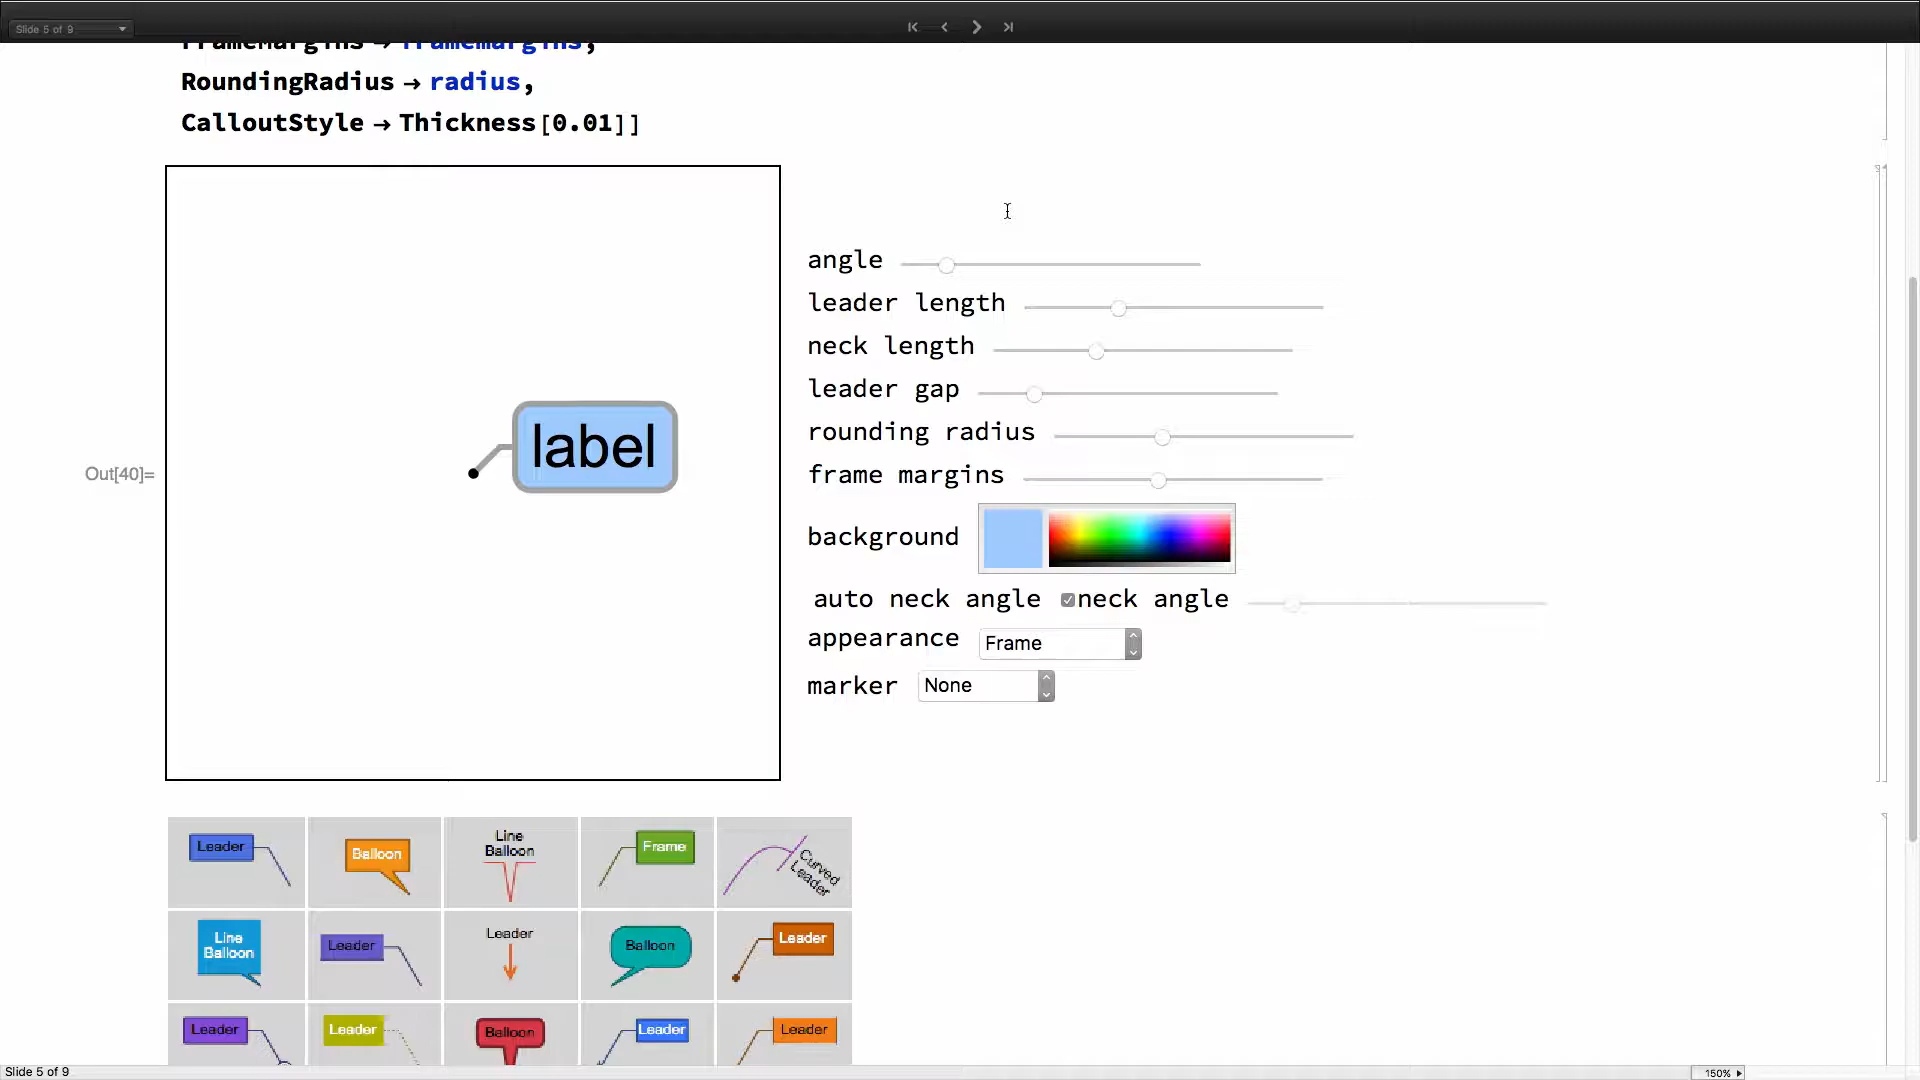 Slide 5 of 9
FrameMargins → framemargins,
RoundingRadius → radius,
CalloutStyle → Thickness[0.01]]
Out[40]=
label
angle
leader length
neck length
leader gap
rounding radius
frame margins
background
auto neck angle neck angle
appearance Frame
marker None
Leader
Balloon
Line
Balloon
Frame
Curved
Leader
Line
Balloon
Leader
Leader
Balloon
Leader
Leader
Leader
Balloon
Leader
Leader
Slide 5 of 9
150%